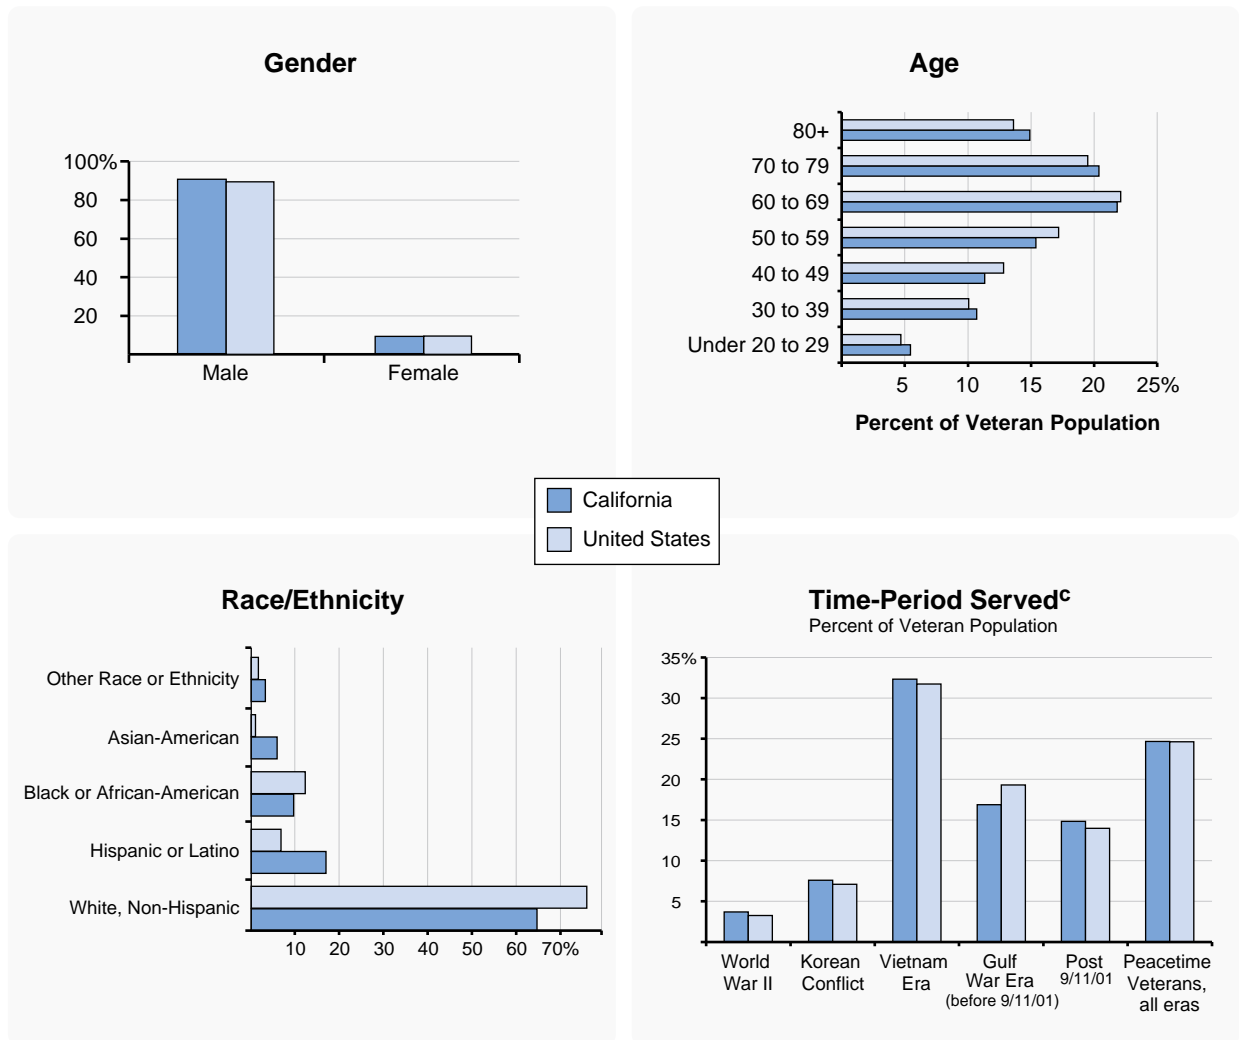 Gender
100%
80
60
40
20
Male Female
Age
80+
70 to 79
60 to 69
50 to 59
40 to 49
30 to 39
Under 20 to 29
5 10 15 20 25%
Percent of Veteran Population
California
United States
Race/Ethnicity
Other Race or Ethnicity
Asian-American
Black or African-American
Hispanic or Latino
White, Non-Hispanic
10 20 30 40 50 60 70%
Time-Period Servedᶜ
Percent of Veteran Population
35%
30
25
20
15
10
5
World
War II
Korean
Conflict
Vietnam
Era
Gulf
War Era
(before 9/11/01)
Post
9/11/01
Peacetime
Veterans,
all eras